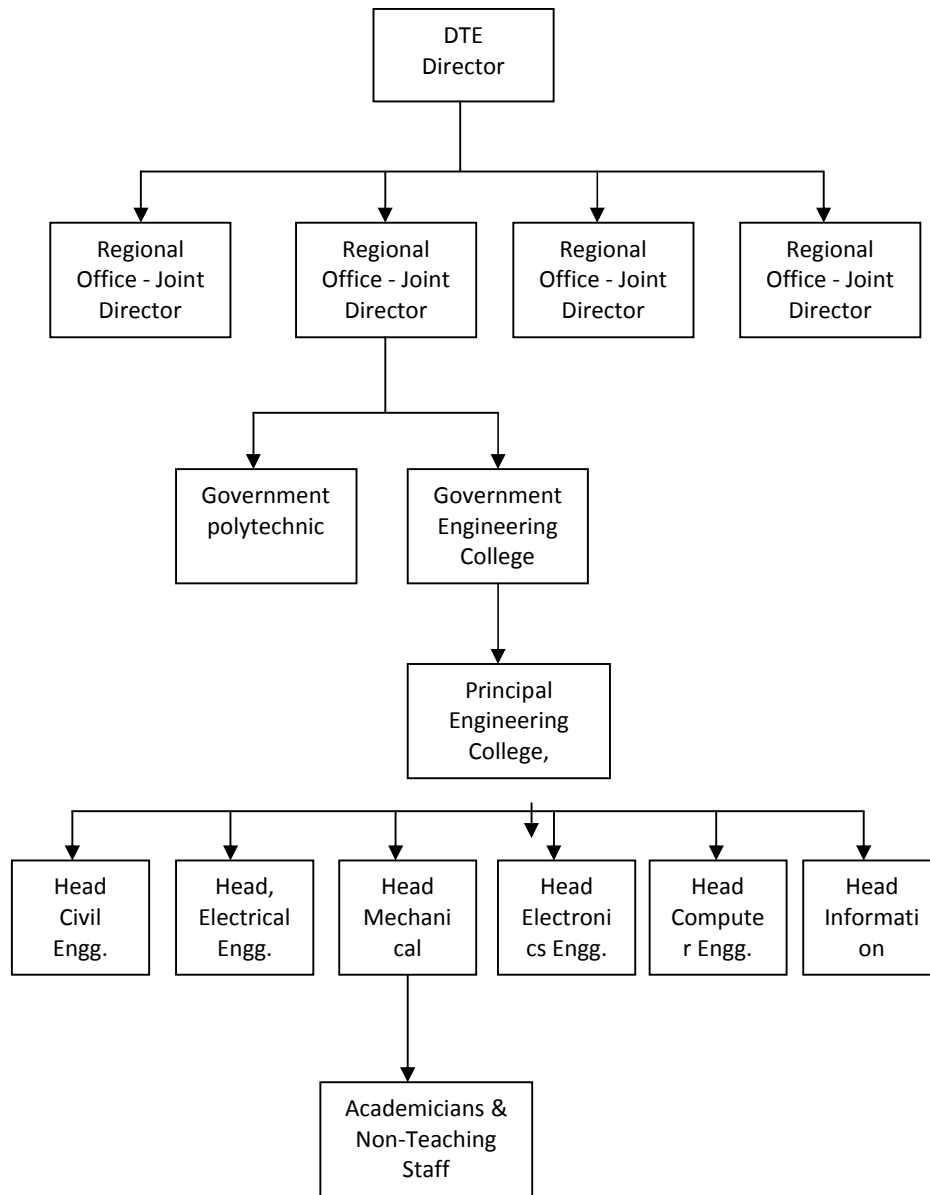 DTE
Director
Regional
Office - Joint
Director
Regional
Office - Joint
Director
Regional
Office - Joint
Director
Regional
Office - Joint
Director
Government
polytechnic
Government
Engineering
College
Principal
Engineering
College,
Head
Civil
Engg.
Head,
Electrical
Engg.
Head
Mechani
cal
Head
Electroni
cs Engg.
Head
Compute
r Engg.
Head
Informati
on
Academicians &
Non-Teaching
Staff